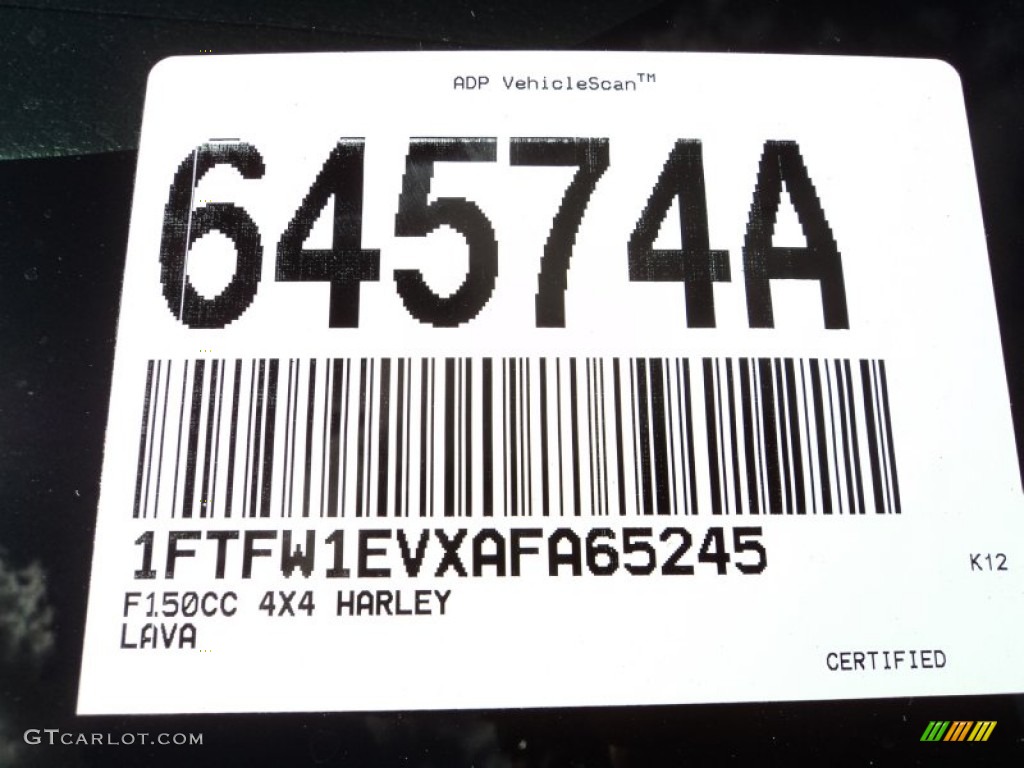 ADP VehicleScan™
64574A
1FTFW1EVXAFA65245
K12
F150CC 4X4 HARLEY
LAVA
CERTIFIED
GTCARLOT.COM